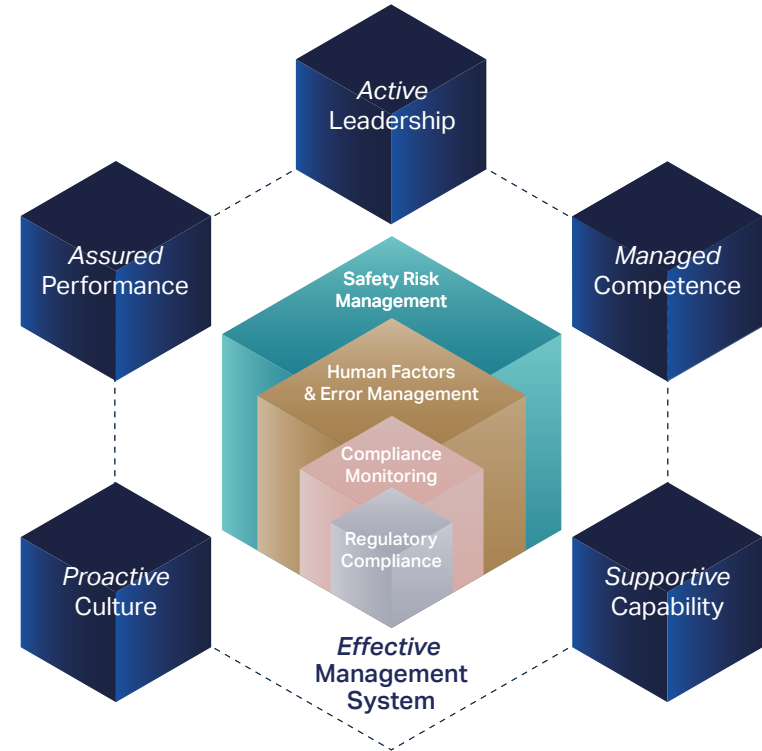 Active
Leadership
Assured
Performance
Managed
Competence
Safety Risk
Management
Human Factors
& Error Management
Compliance
Monitoring
Regulatory
Compliance
Proactive
Culture
Supportive
Capability
Effective
Management
System